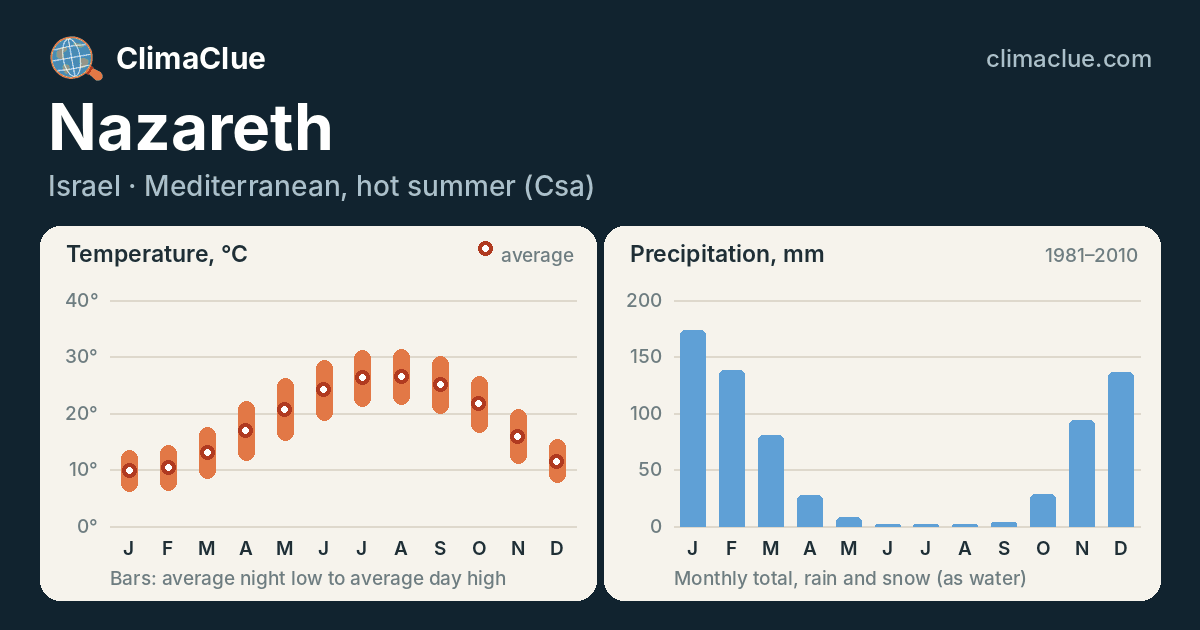 ClimaClue
climaclue.com
Nazareth
Israel · Mediterranean, hot summer (Csa)
Temperature, °C
average
40°
30°
20°
10°
0°
J F M A M J J A S O N D
Bars: average night low to average day high
Precipitation, mm
1981–2010
200
150
100
50
0
J F M A M J J A S O N D
Monthly total, rain and snow (as water)